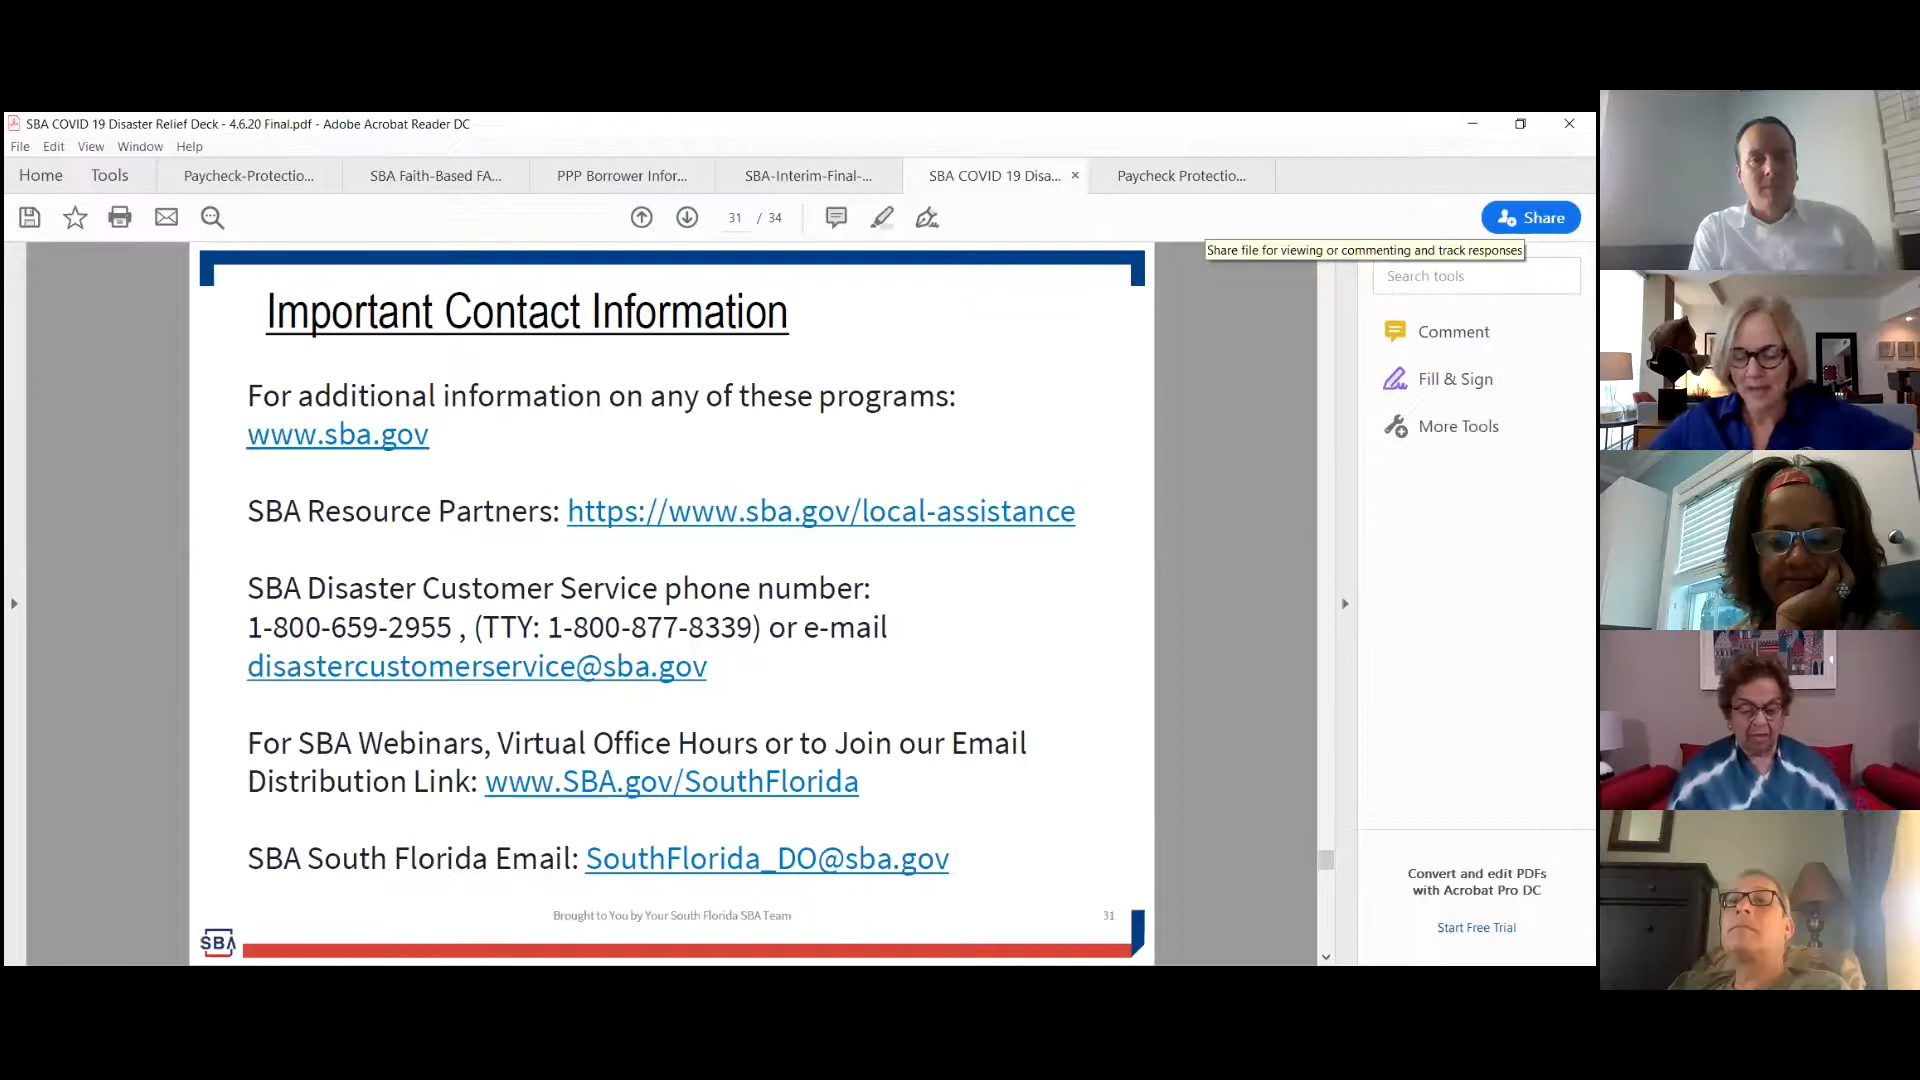 SBA COVID 19 Disaster Relief Deck - 4.6.20 Final.pdf - Adobe Acrobat Reader DC
File Edit View Window Help
Home Tools Paycheck-Protectio... SBA Faith-Based FA... PPP Borrower Infor... SBA-Interim-Final-... SBA COVID 19 Disa... × Paycheck Protectio...
31 / 34 Share
Share file for viewing or commenting and track responses
Search tools
Comment
Fill & Sign
More Tools
Important Contact Information
For additional information on any of these programs:
www.sba.gov
SBA Resource Partners: https://www.sba.gov/local-assistance
SBA Disaster Customer Service phone number:
1-800-659-2955 , (TTY: 1-800-877-8339) or e-mail
disastercustomerservice@sba.gov
For SBA Webinars, Virtual Office Hours or to Join our Email
Distribution Link: www.SBA.gov/SouthFlorida
SBA South Florida Email: SouthFlorida_DO@sba.gov
Brought to You by Your South Florida SBA Team 31
SBA
Convert and edit PDFs
with Acrobat Pro DC
Start Free Trial